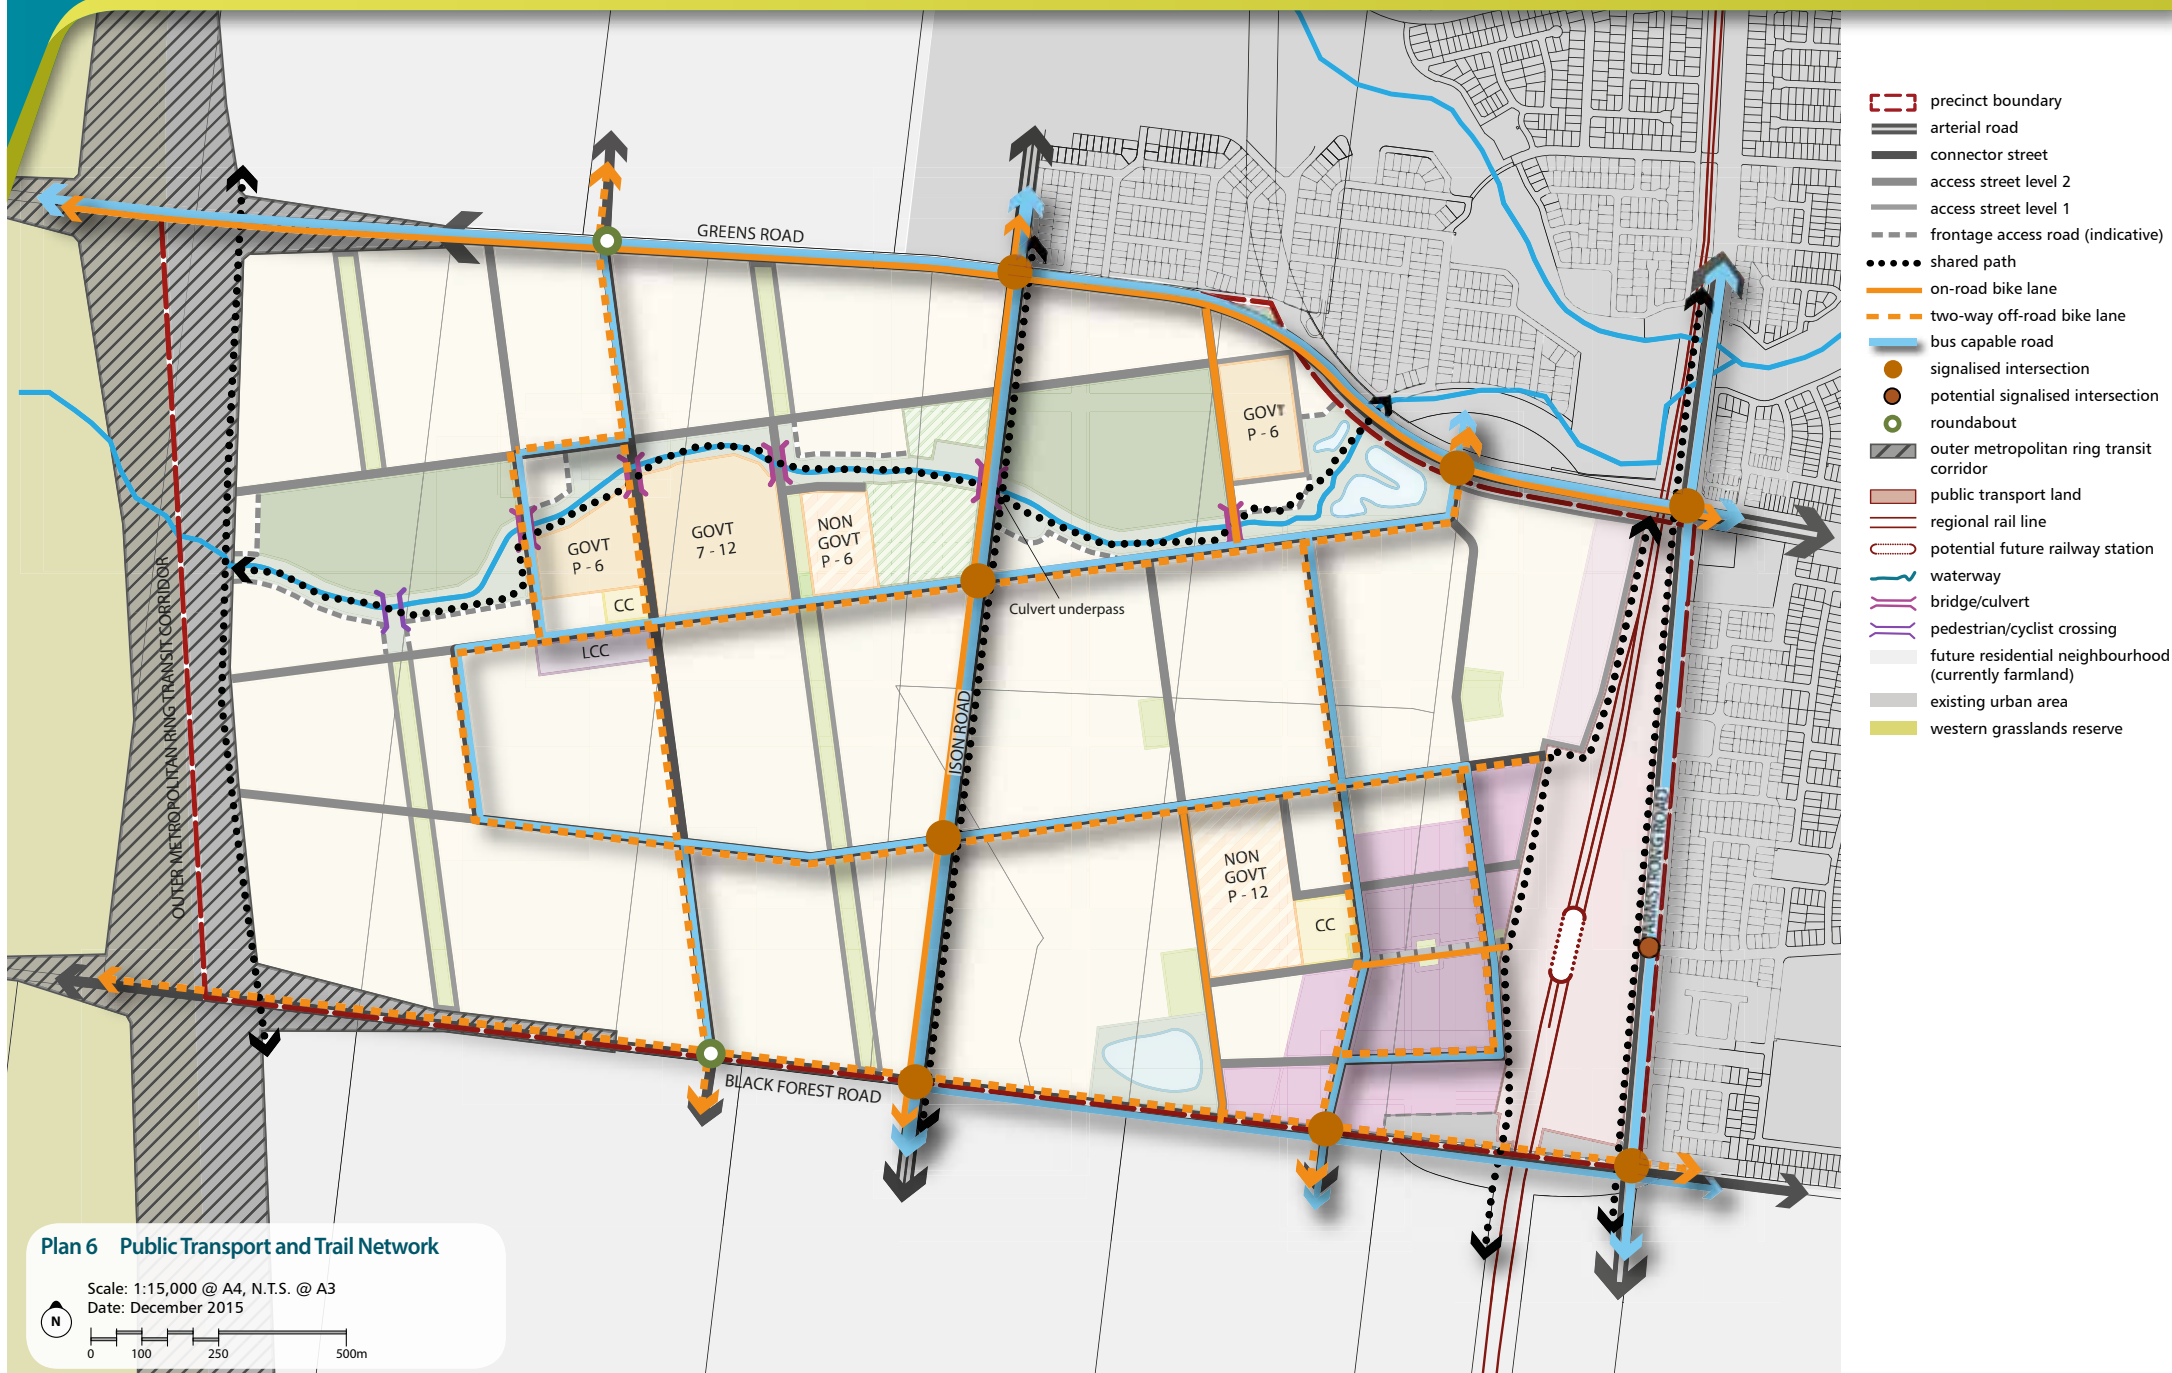 GREENS ROAD
GOVT
P - 6
GOVT
7 - 12
NON
GOVT
P - 6
GOVT
P - 6
CC
LCC
Culvert underpass
OUTER METROPOLITAN RING TRANSIT CORRIDOR
ISON ROAD
ARMSTRONG ROAD
NON
GOVT
P - 12
CC
BLACK FOREST ROAD
precinct boundary
arterial road
connector street
access street level 2
access street level 1
frontage access road (indicative)
shared path
on-road bike lane
two-way off-road bike lane
bus capable road
signalised intersection
potential signalised intersection
roundabout
outer metropolitan ring transit
corridor
public transport land
regional rail line
potential future railway station
waterway
bridge/culvert
pedestrian/cyclist crossing
future residential neighbourhood
(currently farmland)
existing urban area
western grasslands reserve
Plan 6 Public Transport and Trail Network
Scale: 1:15,000 @ A4, N.T.S. @ A3
Date: December 2015
N
0 100 250 500m